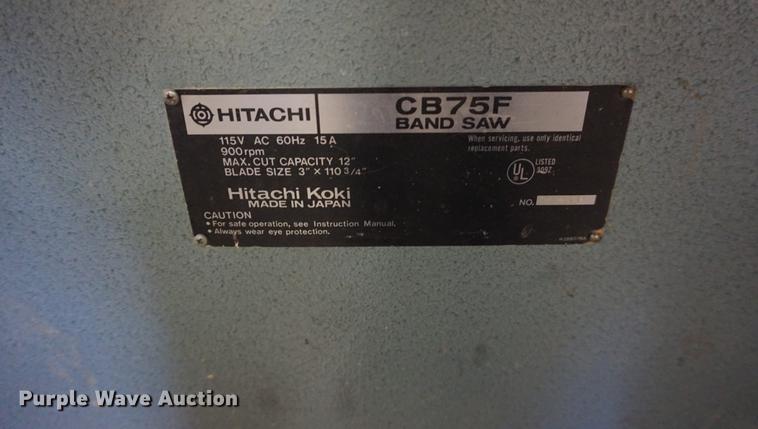 HITACHI
CB75F
BAND SAW
115V AC 60Hz 15A
900rpm
MAX. CUT CAPACITY 12"
BLADE SIZE 3" × 110 3/4"
When servicing, use only identical
replacement parts.
UL
LISTED
Hitachi Koki
MADE IN JAPAN
NO.
CAUTION
• For safe operation, see Instruction Manual.
• Always wear eye protection.
Purple Wave Auction